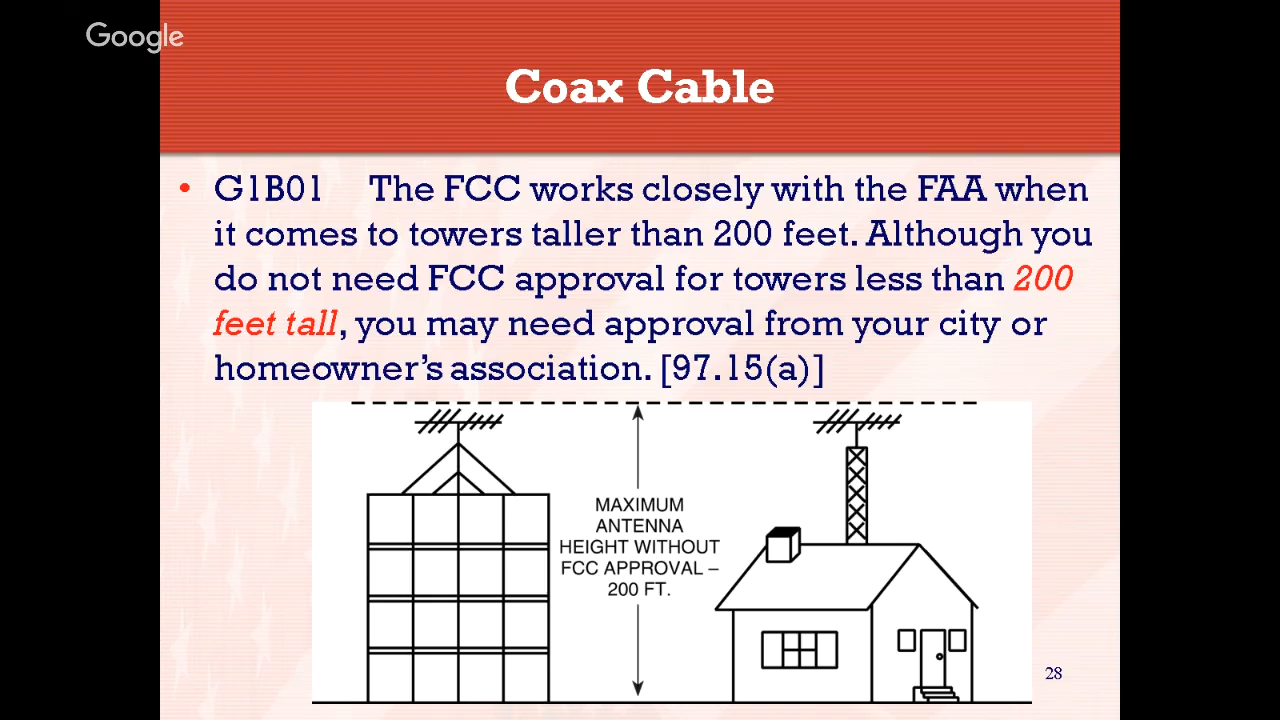 Google
Coax Cable
• G1B01 The FCC works closely with the FAA when
it comes to towers taller than 200 feet. Although you
do not need FCC approval for towers less than 200
feet tall, you may need approval from your city or
homeowner’s association. [97.15(a)]
MAXIMUM
ANTENNA
HEIGHT WITHOUT
FCC APPROVAL –
200 FT.
28